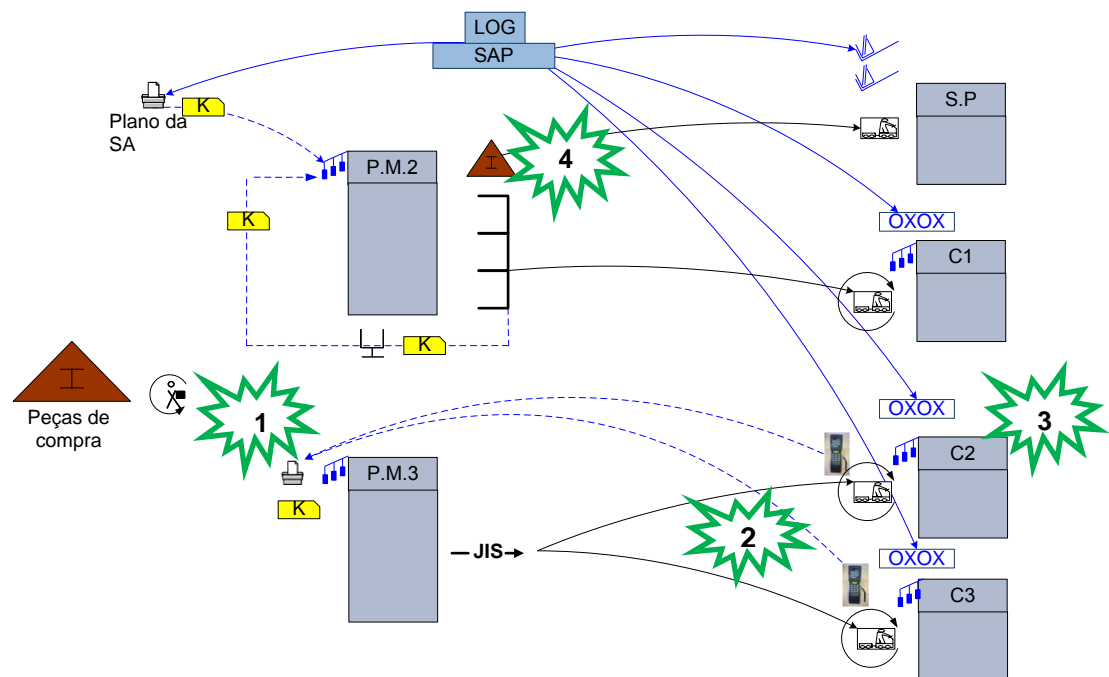 LOG
SAP
K
Plano da
SA
P.M.2
I
4
S.P
K
OXOX
C1
K
I
Peças de
compra
1
OXOX
3
C2
P.M.3
K
JIS
2
OXOX
C3